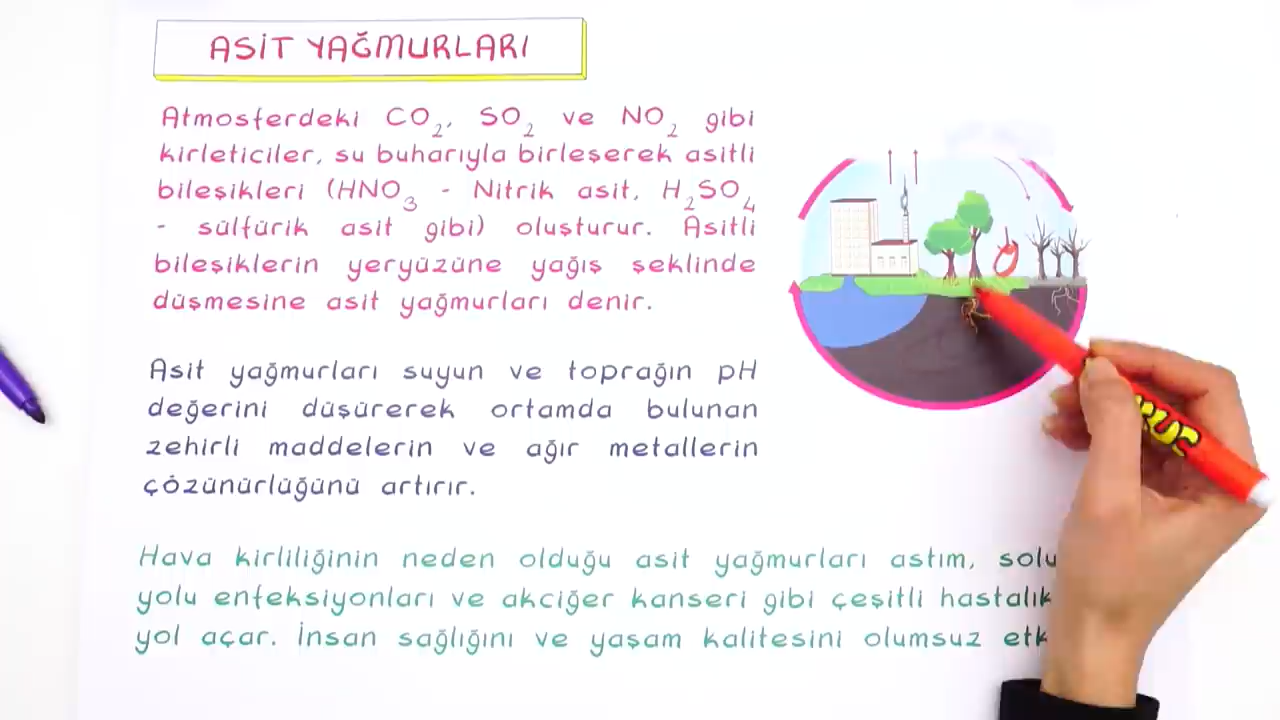 ASİT YAĞMURLARI
Atmosferdeki CO₂, SO₂ ve NO₂ gibi
kirleticiler, su buharıyla birleşerek asitli
bileşikleri (HNO₃ - Nitrik asit, H₂SO₄
- sülfürik asit gibi) oluşturur. Asitli
bileşiklerin yeryüzüne yağış şeklinde
düşmesine asit yağmurları denir.
Asit yağmurları suyun ve toprağın pH
değerini düşürerek ortamda bulunan
zehirli maddelerin ve ağır metallerin
çözünürlüğünü artırır.
Hava kirliliğinin neden olduğu asit yağmurları astım, solu
yolu enfeksiyonları ve akciğer kanseri gibi çeşitli hastalık
yol açar. İnsan sağlığını ve yaşam kalitesini olumsuz etk